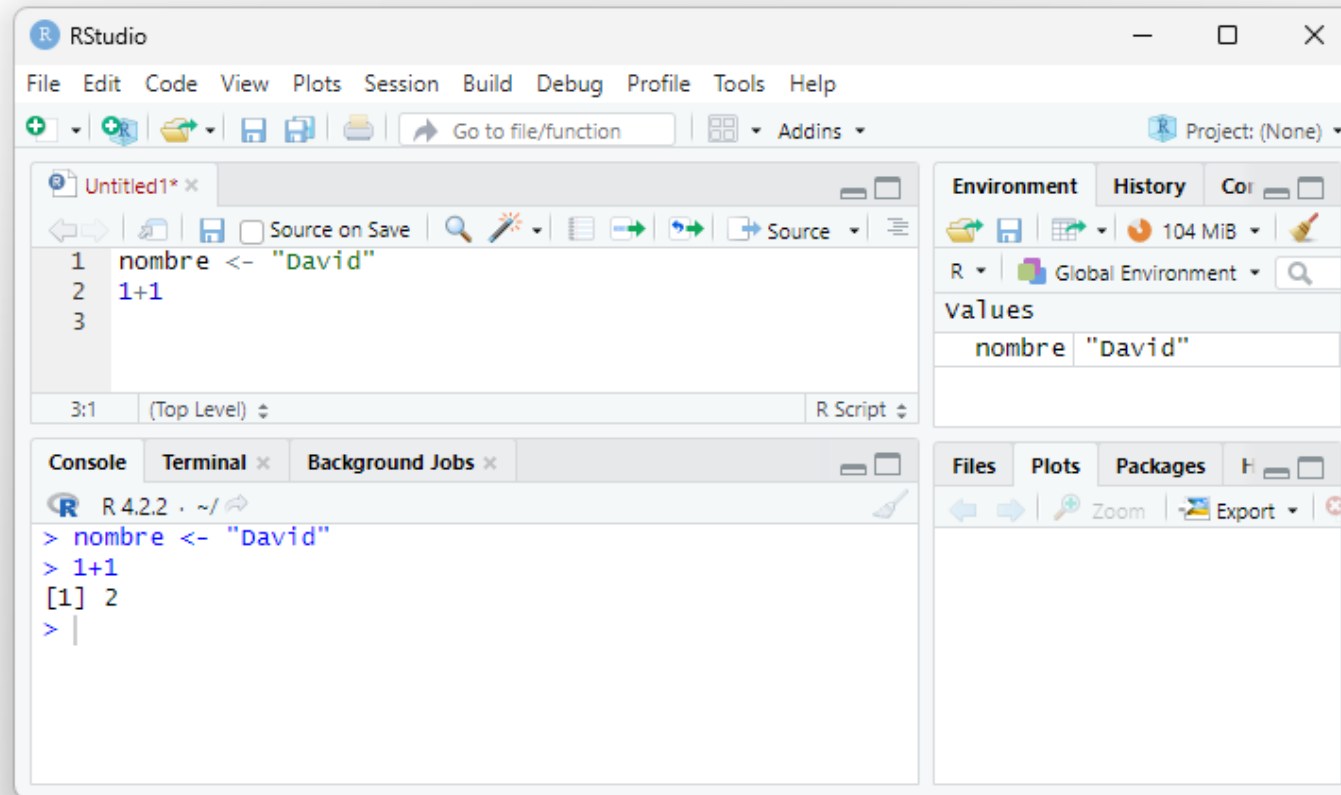 RStudio
File Edit Code View Plots Session Build Debug Profile Tools Help
Go to file/function Addins Project: (None)
Untitled1*
Source on Save Source
1 nombre <- "David"
2 1+1
3
3:1 (Top Level) R Script
Console Terminal Background Jobs
R 4.2.2 . ~/
> nombre <- "David"
> 1+1
[1] 2
>
Environment History Cor
104 MiB
R Global Environment
Values
nombre "David"
Files Plots Packages H
Zoom Export